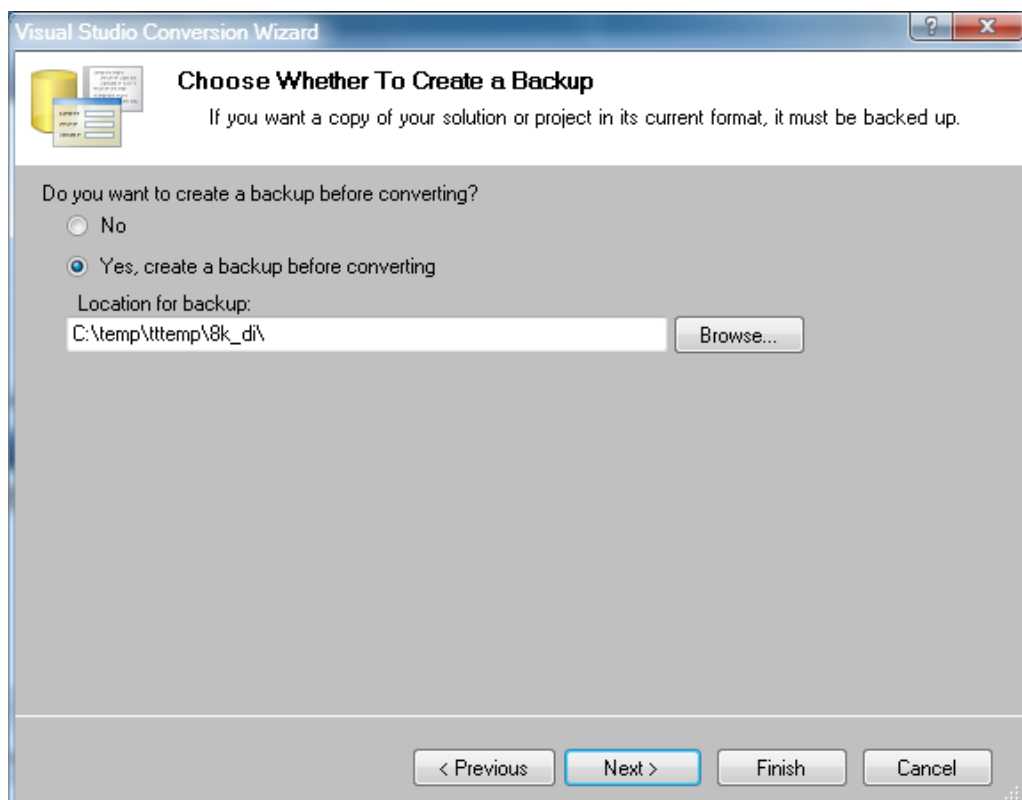 Visual Studio Conversion Wizard
Choose Whether To Create a Backup
If you want a copy of your solution or project in its current format, it must be backed up.
Do you want to create a backup before converting?
No
Yes, create a backup before converting
Location for backup:
C:\temp\tttemp\8k_di\
Browse...
< Previous
Next >
Finish
Cancel